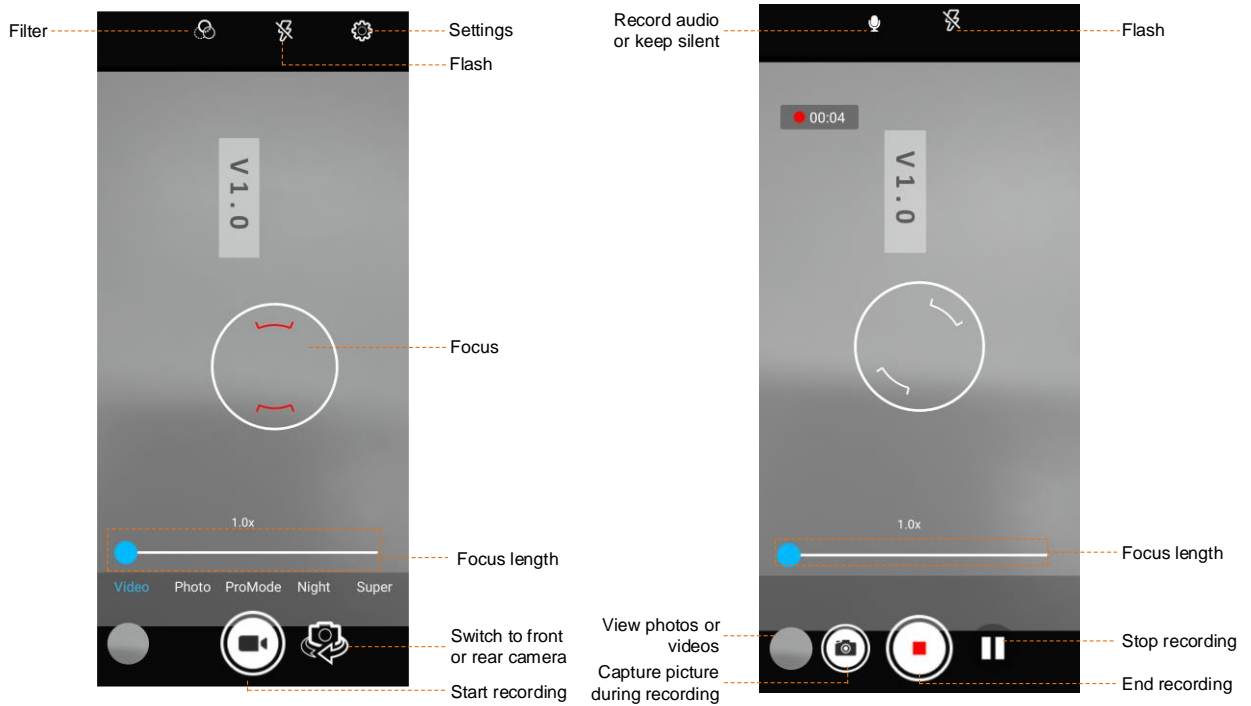 Filter
Settings
Flash
V1.0
Focus
1.0x
Focus length
Video Photo ProMode Night Super
Switch to front
or rear camera
Start recording
Record audio
or keep silent
Flash
00:04
V1.0
1.0x
Focus length
View photos or
videos
Capture picture
during recording
Stop recording
End recording